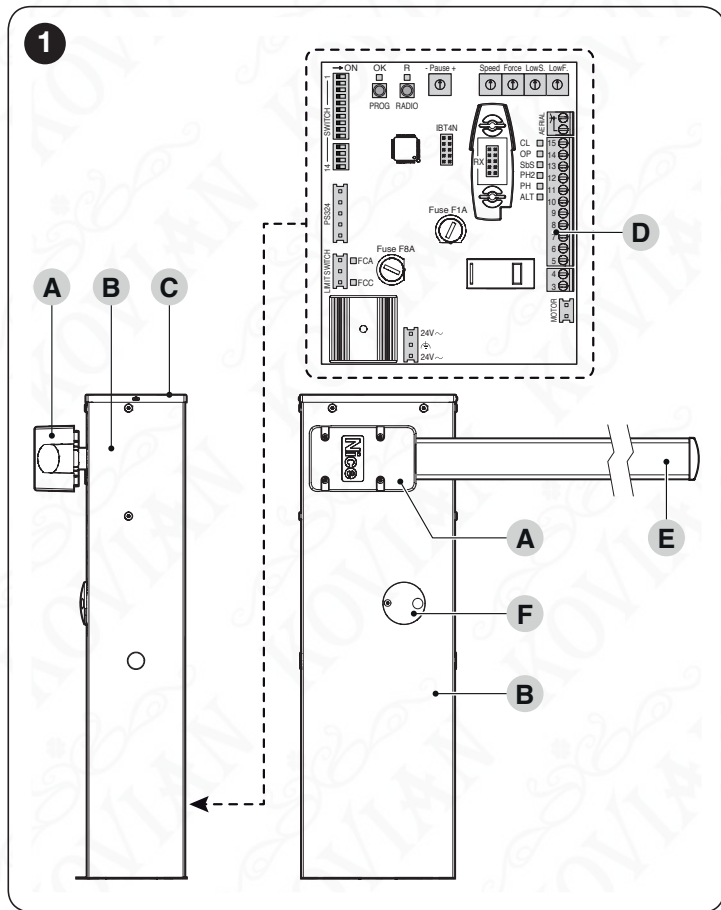 1
→ ON OK R - Pause + Speed Force LowS. LowF.
1
SWITCH
14
PROG RADIO
IBT4N
RX
AERIAL
CL
OP
SbS
PH2
PH
ALT
15
14
13
12
11
10
9
8
7
6
5
4
3
PS324
Fuse F1A
Fuse F8A
LIMIT SWITCH
FCA
FCC
24V~
24V~
MOTOR
D
A
B
C
Nice
A
E
F
B
KOVIAN